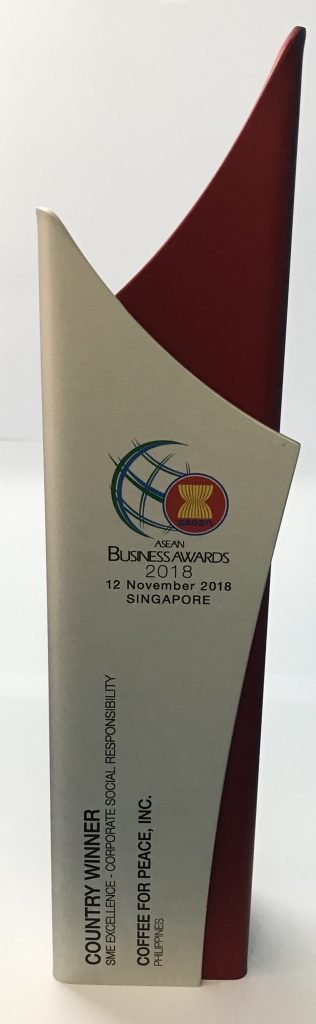 asean
ASEAN
BUSINESS AWARDS
2018
12 November 2018
SINGAPORE
COUNTRY WINNER
SME EXCELLENCE - CORPORATE SOCIAL RESPONSIBILITY
COFFEE FOR PEACE, INC.
PHILIPPINES